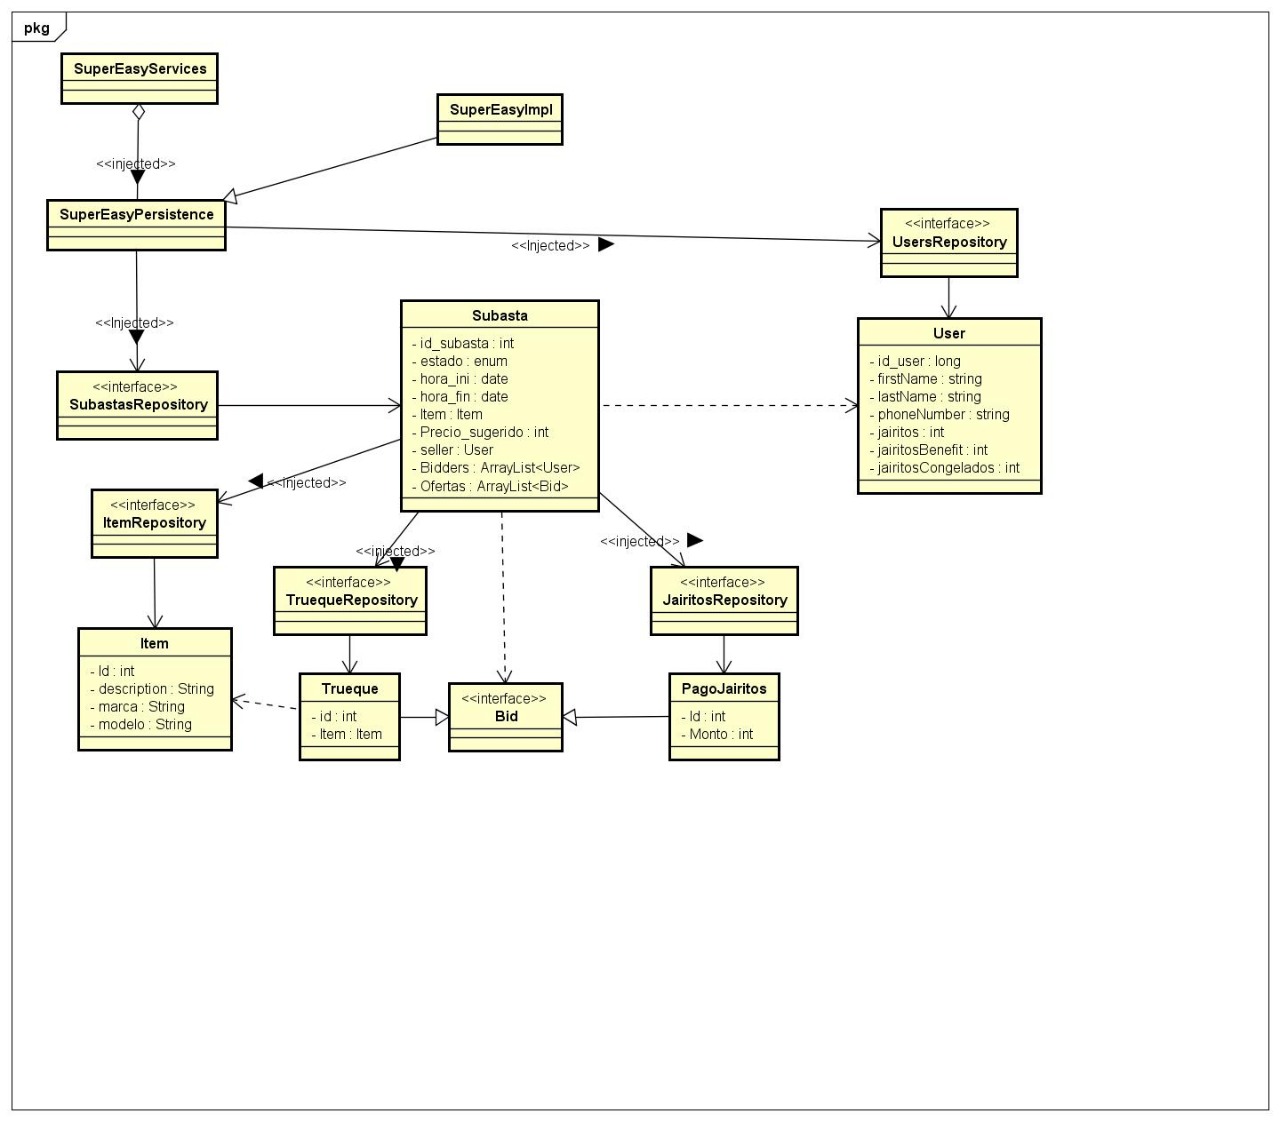 pkg
SuperEasyServices
SuperEasyImpl
<<injected>>
SuperEasyPersistence
<<Injected>>
<<interface>>
UsersRepository
<<Injected>>
Subasta
- id_subasta : int
- estado : enum
- hora_ini : date
- hora_fin : date
- Item : Item
- Precio_sugerido : int
- seller : User
- Bidders : ArrayList<User>
- Ofertas : ArrayList<Bid>
User
- id_user : long
- firstName : string
- lastName : string
- phoneNumber : string
- jairitos : int
- jairitosBenefit : int
- jairitosCongelados : int
<<interface>>
SubastasRepository
<<injected>>
<<interface>>
ItemRepository
<<injected>>
<<injected>>
<<interface>>
TruequeRepository
<<interface>>
JairitosRepository
Item
- Id : int
- description : String
- marca : String
- modelo : String
Trueque
- id : int
- Item : Item
<<interface>>
Bid
PagoJairitos
- Id : int
- Monto : int